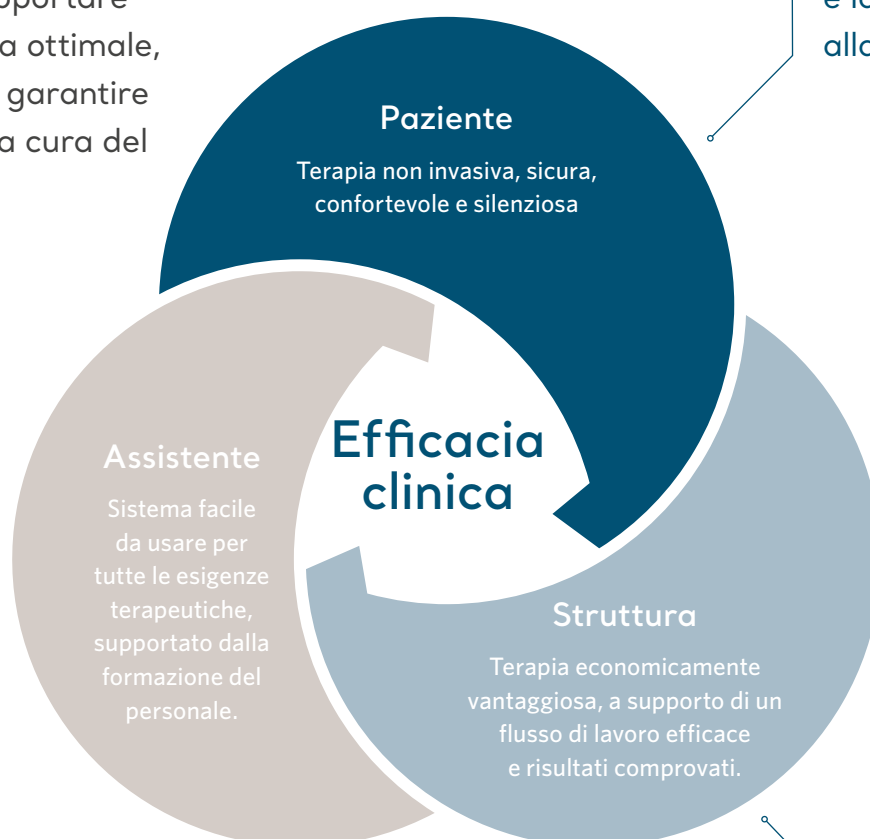 a ottimale,
garantire
a cura del
Paziente
Terapia non invasiva, sicura,
confortevole e silenziosa
Efficacia
clinica
Assistente
Sistema facile
da usare per
tutte le esigenze
terapeutiche,
supportato dalla
formazione del
personale.
Struttura
Terapia economicamente
vantaggiosa, a supporto di un
flusso di lavoro efficace
e risultati comprovati.